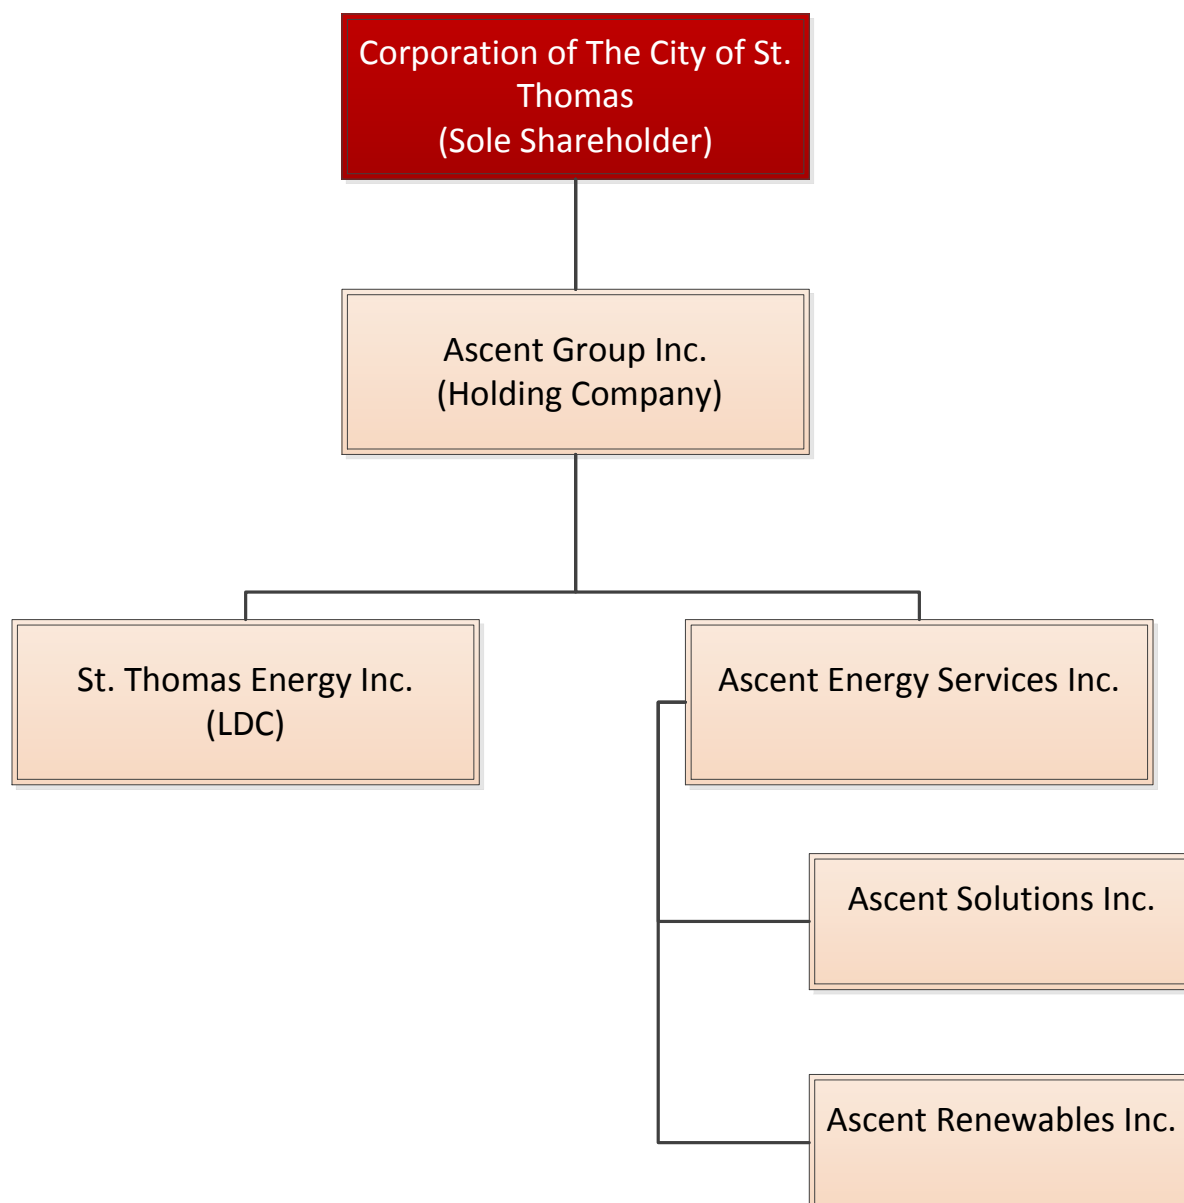 Corporation of The City of St.
Thomas
(Sole Shareholder)
Ascent Group Inc.
(Holding Company)
St. Thomas Energy Inc.
(LDC)
Ascent Energy Services Inc.
Ascent Solutions Inc.
Ascent Renewables Inc.